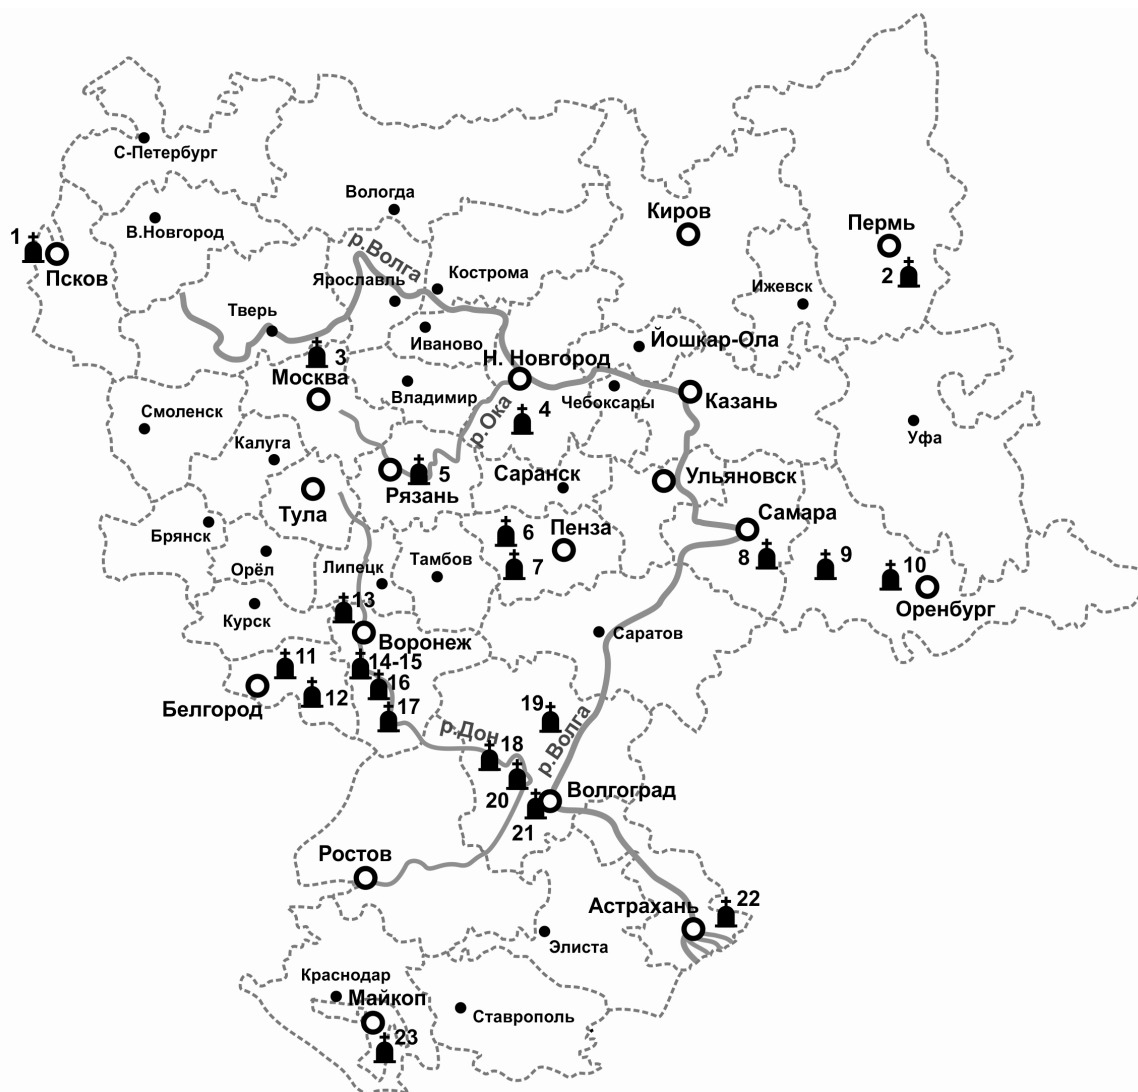 С-Петербург
Вологда
Киров
Пермь
1
В.Новгород
р.Волга
Псков
Кострома
2
Ярославль
Ижевск
Тверь
Иваново
Йошкар-Ола
3
Н. Новгород
Москва
Владимир
Чебоксары
Казань
Смоленск
4
р.Ока
Калуга
Уфа
Саранск
5
Рязань
Ульяновск
Тула
Самара
Брянск
6
Пенза
Орёл
Липецк
Тамбов
7
8
9
10
Оренбург
13
Курск
Воронеж
Саратов
11
14-15
16
12
Белгород
17
19
р.Дон
р.Волга
18
20
Волгоград
21
Ростов
Астрахань
22
Элиста
Краснодар
Майкоп
Ставрополь
23